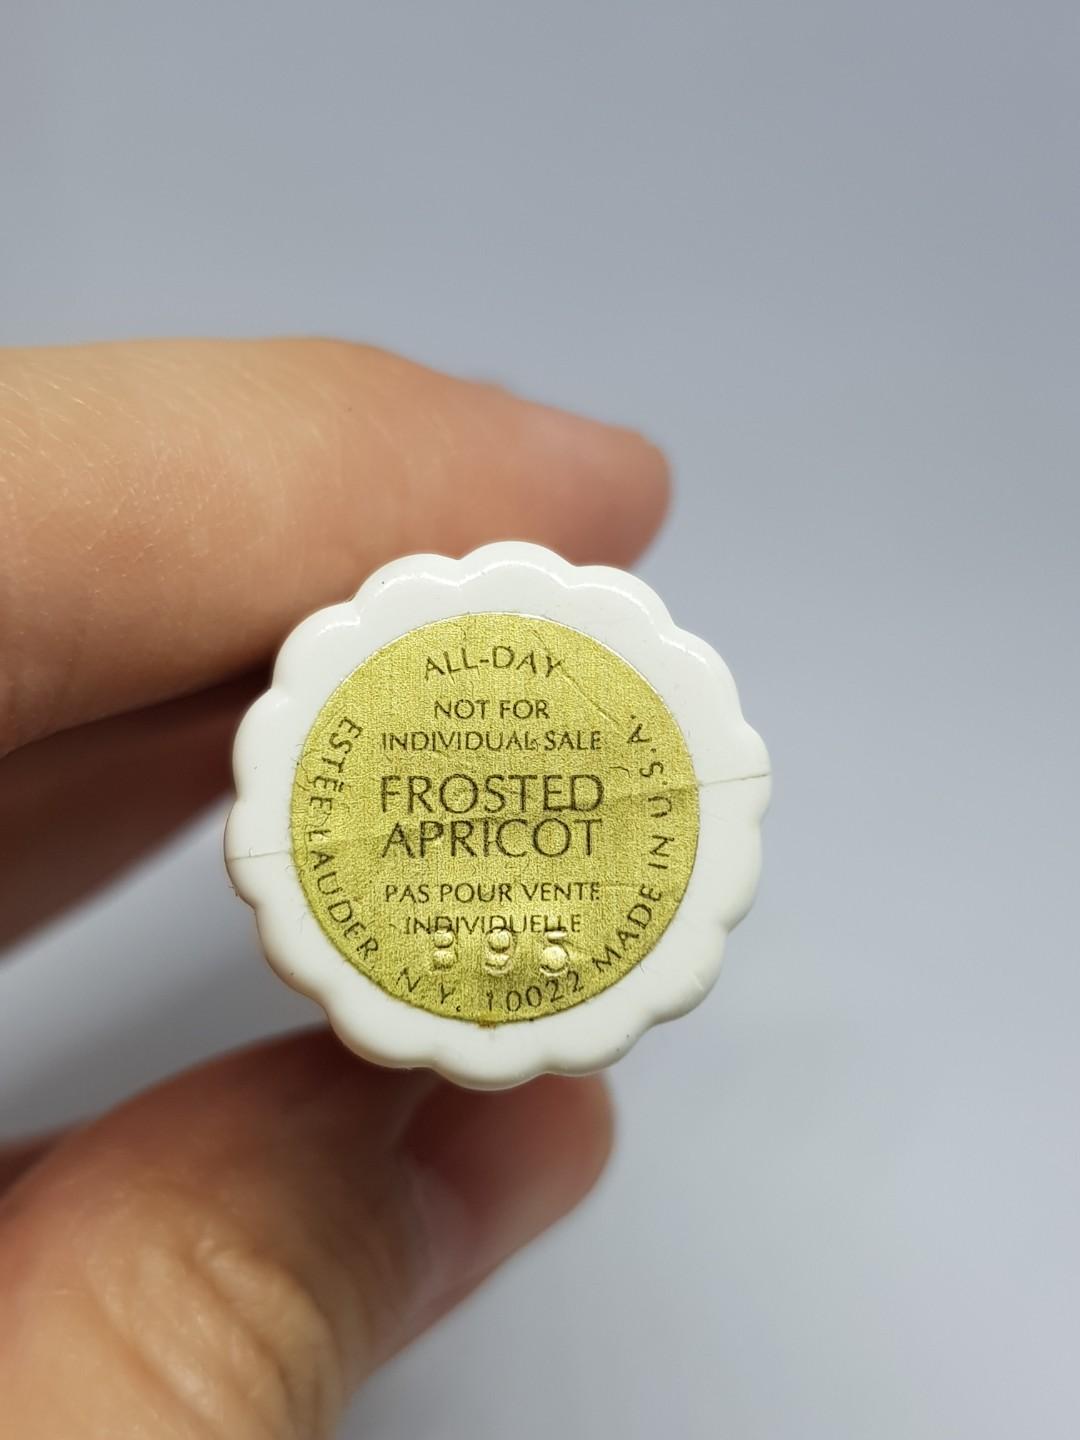 ALL-DAY
NOT FOR
INDIVIDUAL SALE
FROSTED
APRICOT
PAS POUR VENTE
INDIVIDUELLE
ESTÉE LAUDER N.Y. 10022 MADE IN U.S.A.